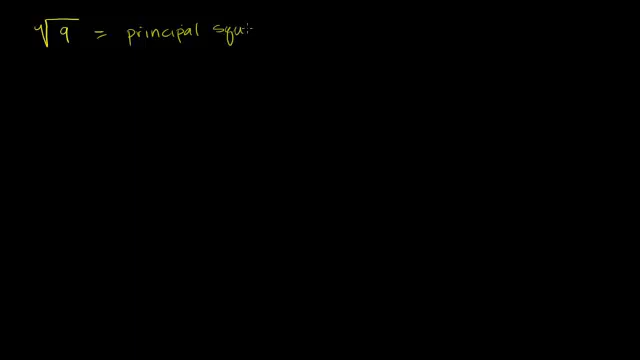 √9 = principal squ